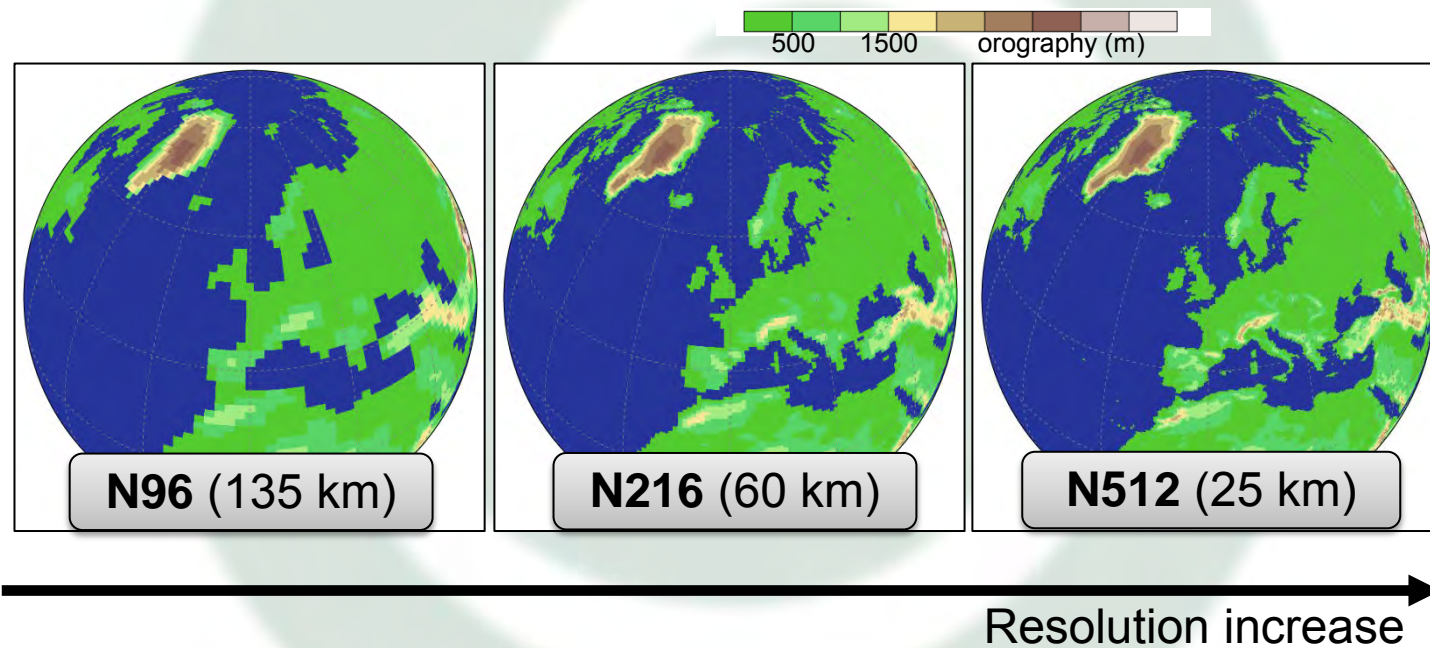 500 1500 orography (m)
N96 (135 km) N216 (60 km) N512 (25 km)
Resolution increase